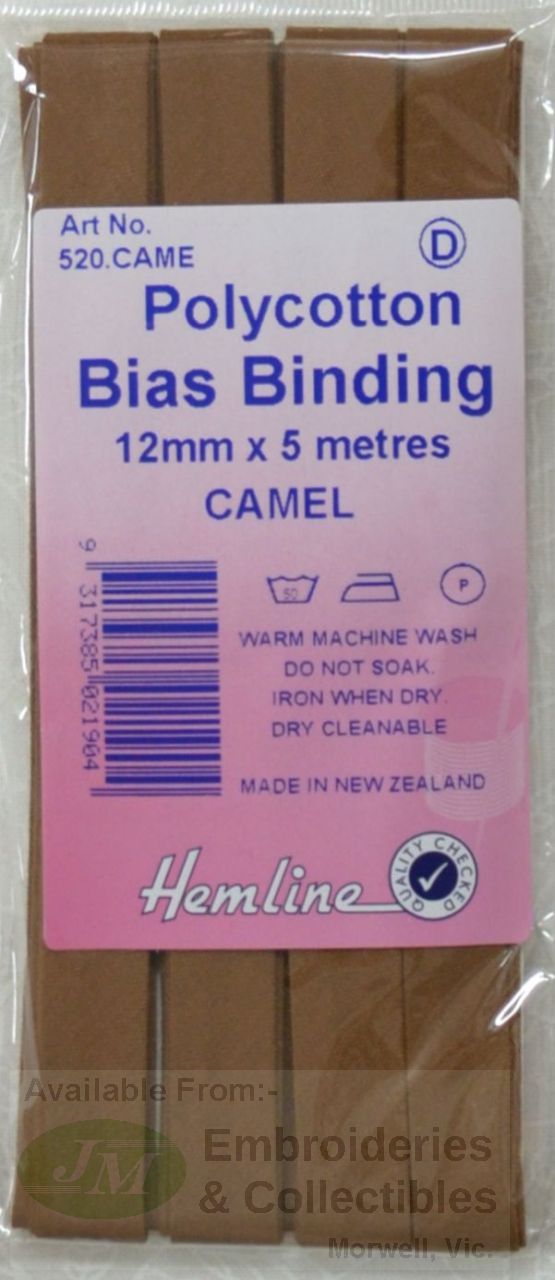 Art No.
520.CAME
D
Polycotton
Bias Binding
12mm x 5 metres
CAMEL
9 317385 021904
50
P
WARM MACHINE WASH
DO NOT SOAK.
IRON WHEN DRY.
DRY CLEANABLE
MADE IN NEW ZEALAND
Hemline
QUALITY CHECKED
Available From:-
JM
Embroideries
& Collectibles
Morwell, Vic.